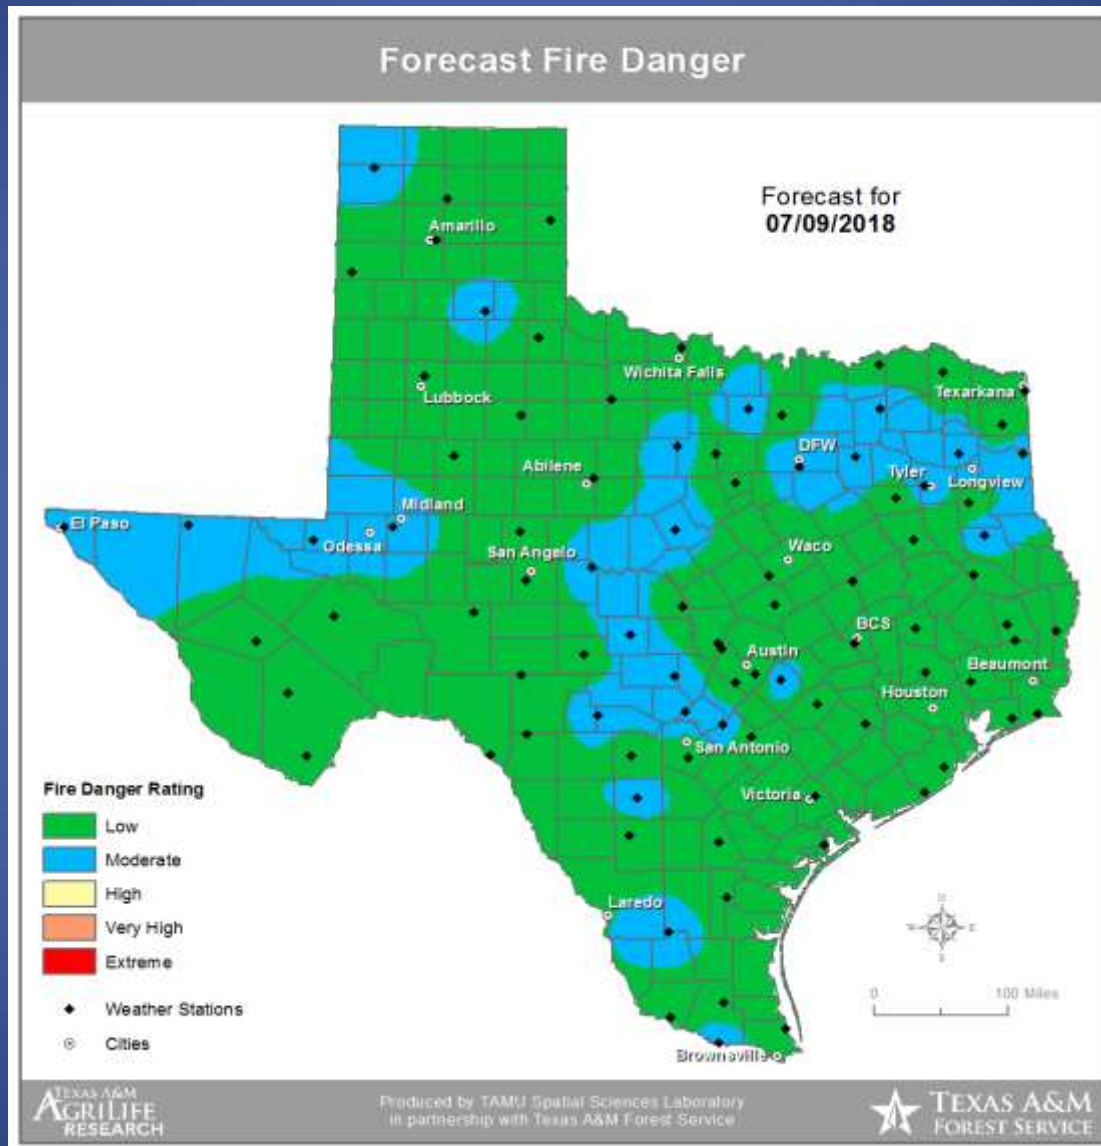 Forecast Fire Danger
Forecast for
07/09/2018
Amarillo
Wichita Falls
Lubbock
Texarkana
DFW
Abilene
Tyler
Longview
Midland
El Paso
Odessa
San Angelo
Waco
BCS
Austin
Beaumont
Houston
San Antonio
Victoria
Laredo
Brownsville
Fire Danger Rating
Low
Moderate
High
Very High
Extreme
Weather Stations
Cities
N
W E
S
0 100 Miles
TEXAS A&M
AGRILIFE
RESEARCH
Produced by TAMU Spatial Sciences Laboratory
in partnership with Texas A&M Forest Service
TEXAS A&M
FOREST SERVICE